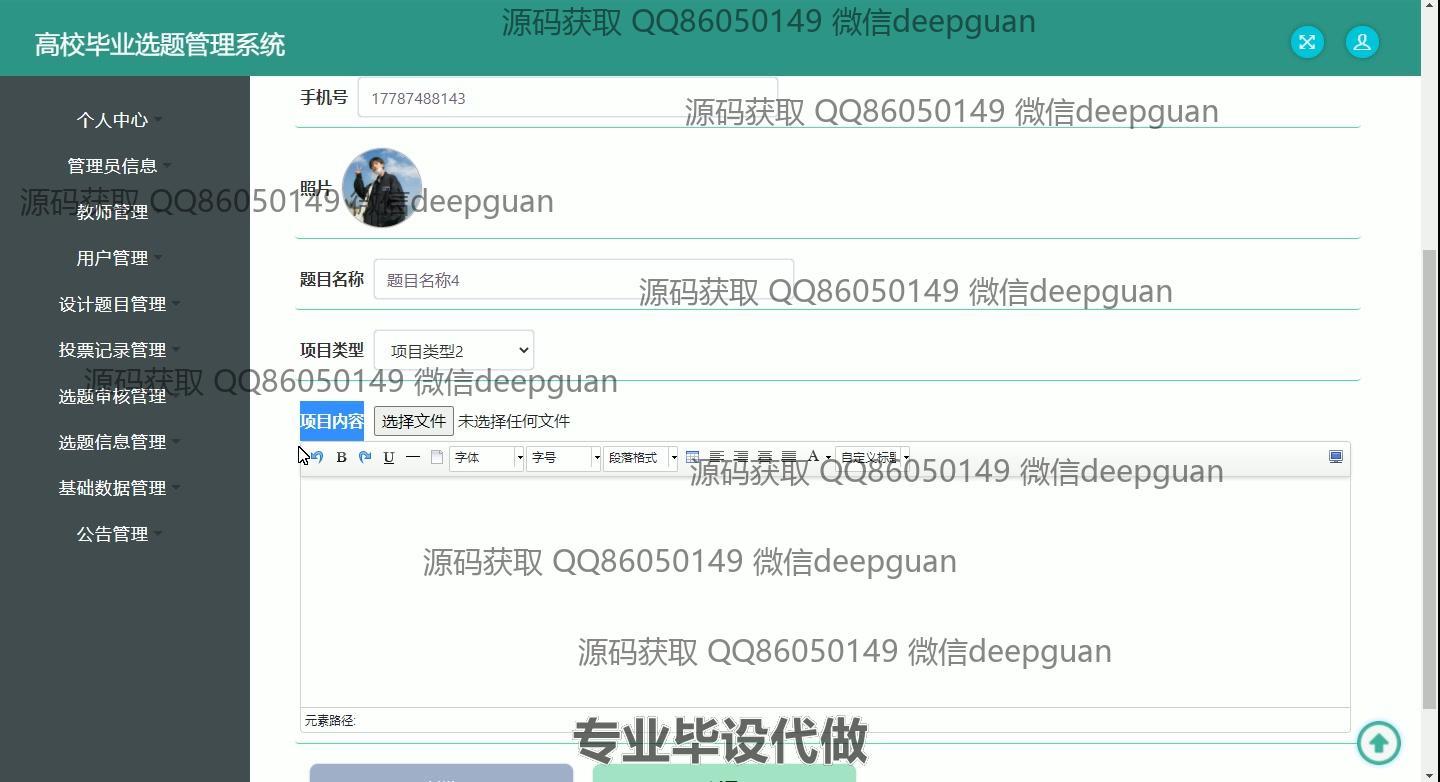 源码获取 QQ86050149 微信deepguan
高校毕业选题管理系统
手机号 17787488143
源码获取 QQ86050149 微信deepguan
个人中心
管理员信息
照片
源码获取 QQ86050149 微信deepguan
教师管理
用户管理
题目名称 题目名称4
源码获取 QQ86050149 微信deepguan
设计题目管理
投票记录管理
项目类型 项目类型2
源码获取 QQ86050149 微信deepguan
选题审核管理
项目内容 选择文件 未选择任何文件
选题信息管理
B U 字体 字号 段落格式 A 自定义标题
源码获取 QQ86050149 微信deepguan
基础数据管理
公告管理
源码获取 QQ86050149 微信deepguan
源码获取 QQ86050149 微信deepguan
元素路径:
专业毕设代做